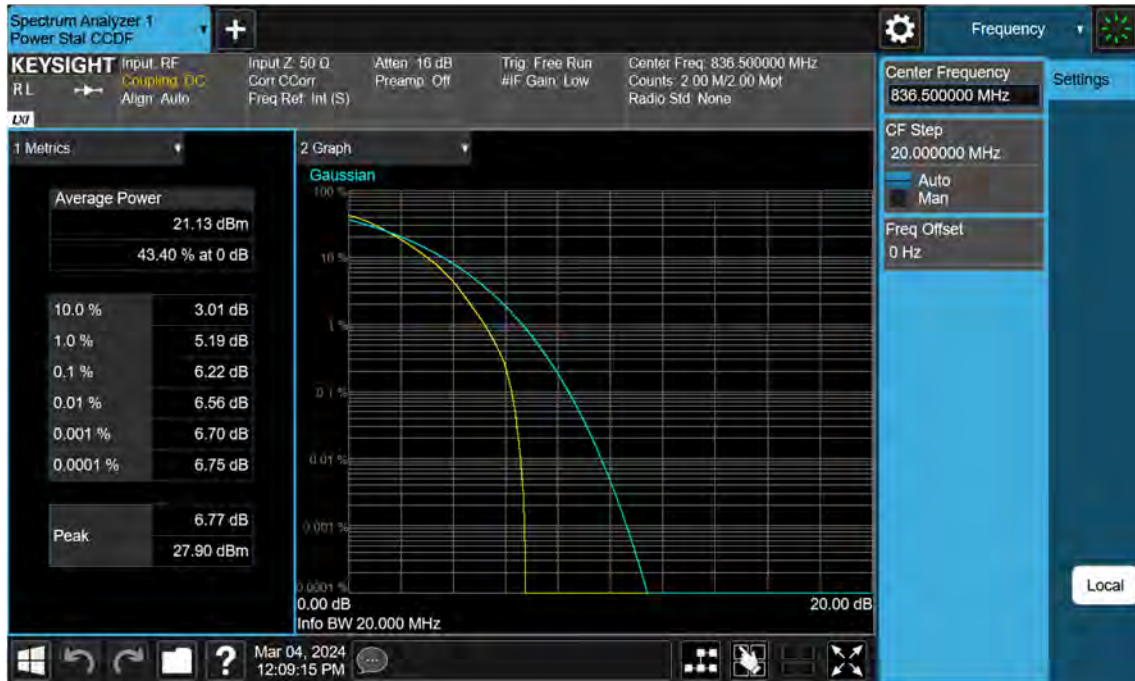 Spectrum Analyzer 1
Power Stat CCDF
+
Frequency
KEYSIGHT
RL
LXI
Input: RF
Coupling: DC
Align: Auto
Input Z: 50 Ω
Corr CCorr
Freq Ref: Int (S)
Atten: 16 dB
Preamp: Off
Trig: Free Run
#IF Gain: Low
Center Freq: 836.500000 MHz
Counts: 2.00 M/2.00 Mpt
Radio Std: None
Center Frequency
836.500000 MHz
Settings
CF Step
20.000000 MHz
Auto
Man
Freq Offset
0 Hz
Local
1 Metrics
Average Power
21.13 dBm
43.40 % at 0 dB
10.0 % 3.01 dB
1.0 % 5.19 dB
0.1 % 6.22 dB
0.01 % 6.56 dB
0.001 % 6.70 dB
0.0001 % 6.75 dB
Peak
6.77 dB
27.90 dBm
2 Graph
Gaussian
100 %
10 %
1 %
0.1 %
0.01 %
0.001 %
0.0001 %
0.00 dB 20.00 dB
Info BW 20.000 MHz
?
Mar 04, 2024
12:09:15 PM